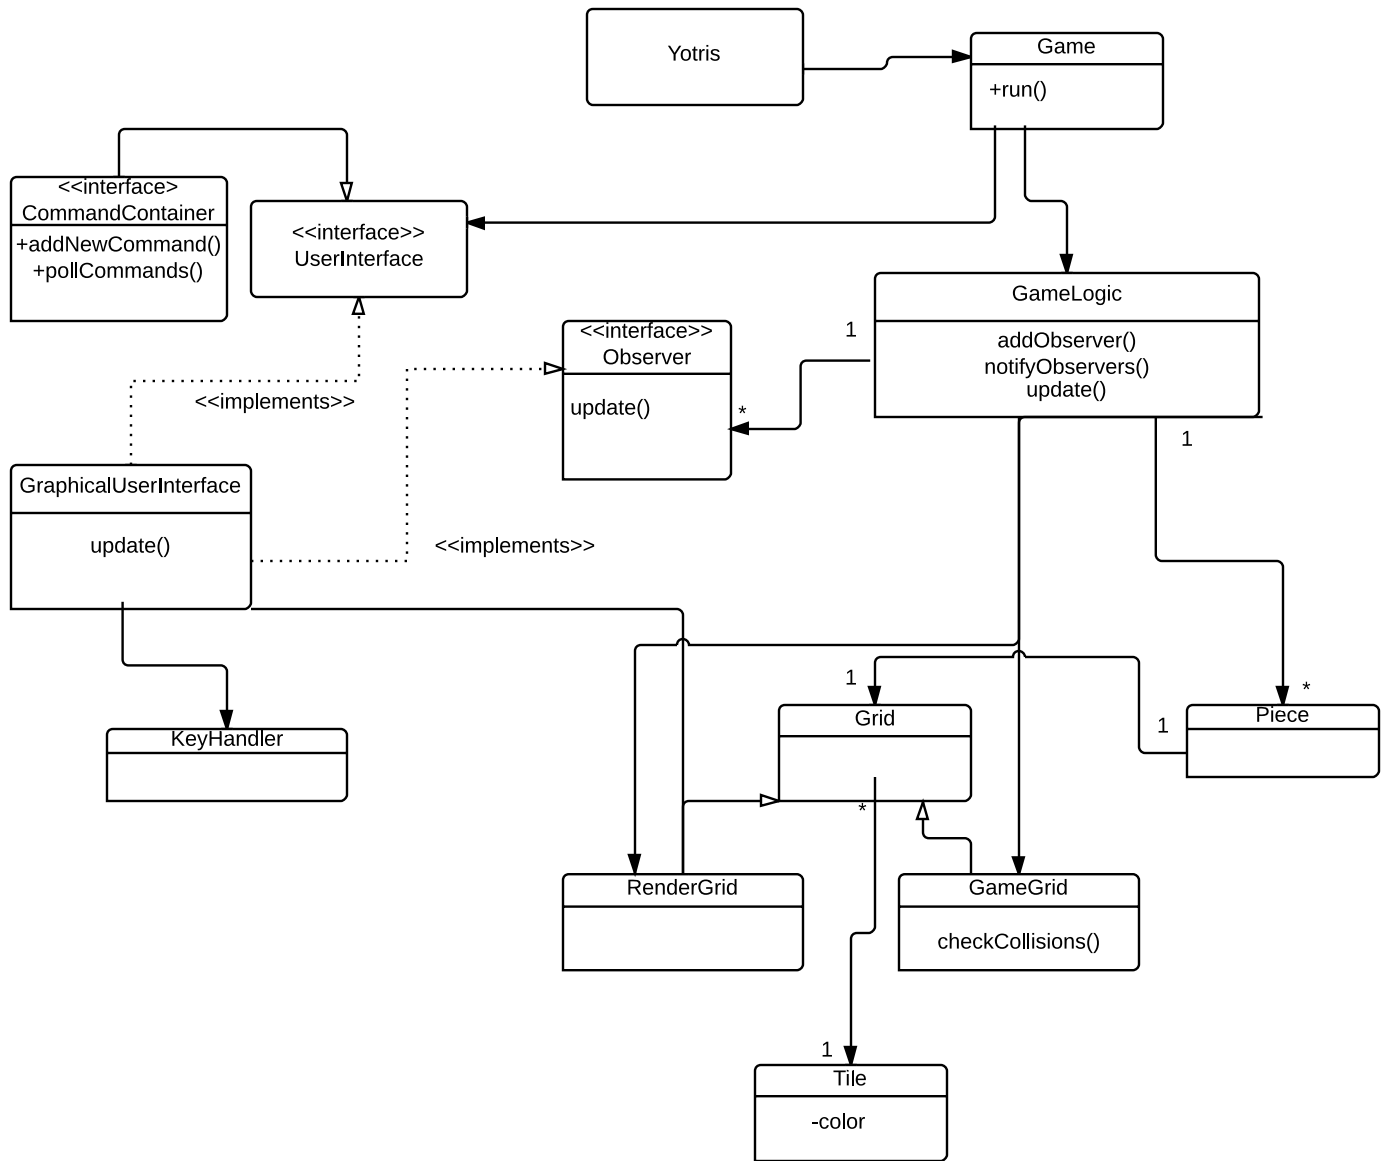 Yotris
Game
+run()
<<interface>
CommandContainer
+addNewCommand()
+pollCommands()
<<interface>>
UserInterface
GameLogic
addObserver()
notifyObservers()
update()
1
<<interface>>
Observer
update()
*
1
<<implements>>
GraphicalUserInterface
update()
<<implements>>
KeyHandler
1
Grid
*
1
*
Piece
RenderGrid
GameGrid
checkCollisions()
1
Tile
-color